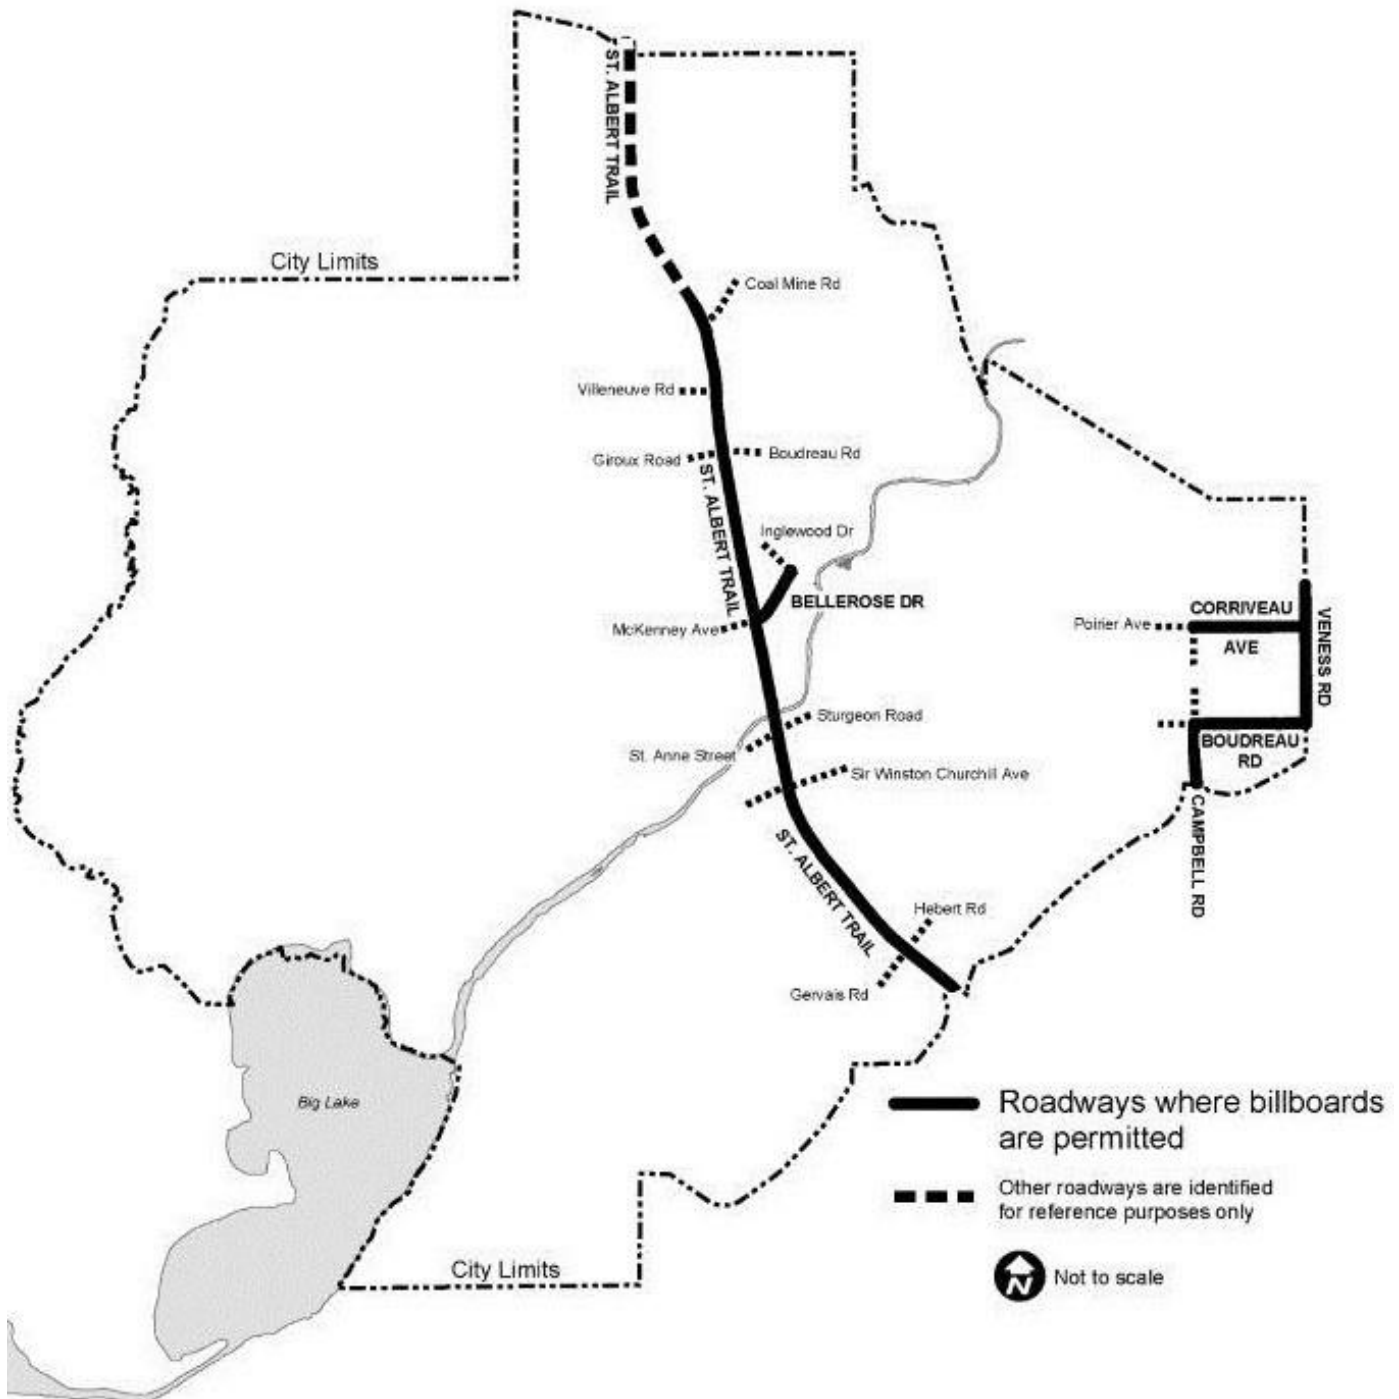 ST. ALBERT TRAIL
City Limits
Coal Mine Rd
Villeneuve Rd
Giroux Road
Boudreau Rd
ST. ALBERT TRAIL
Inglewood Dr
BELLEROSE DR
McKenney Ave
Poirier Ave
CORRIVEAU
AVE
VENESS RD
Sturgeon Road
St. Anne Street
BOUDREAU
RD
Sir Winston Churchill Ave
CAMPBELL RD
ST. ALBERT TRAIL
Hebert Rd
Gervais Rd
Big Lake
Roadways where billboards
are permitted
Other roadways are identified
for reference purposes only
City Limits
N
Not to scale